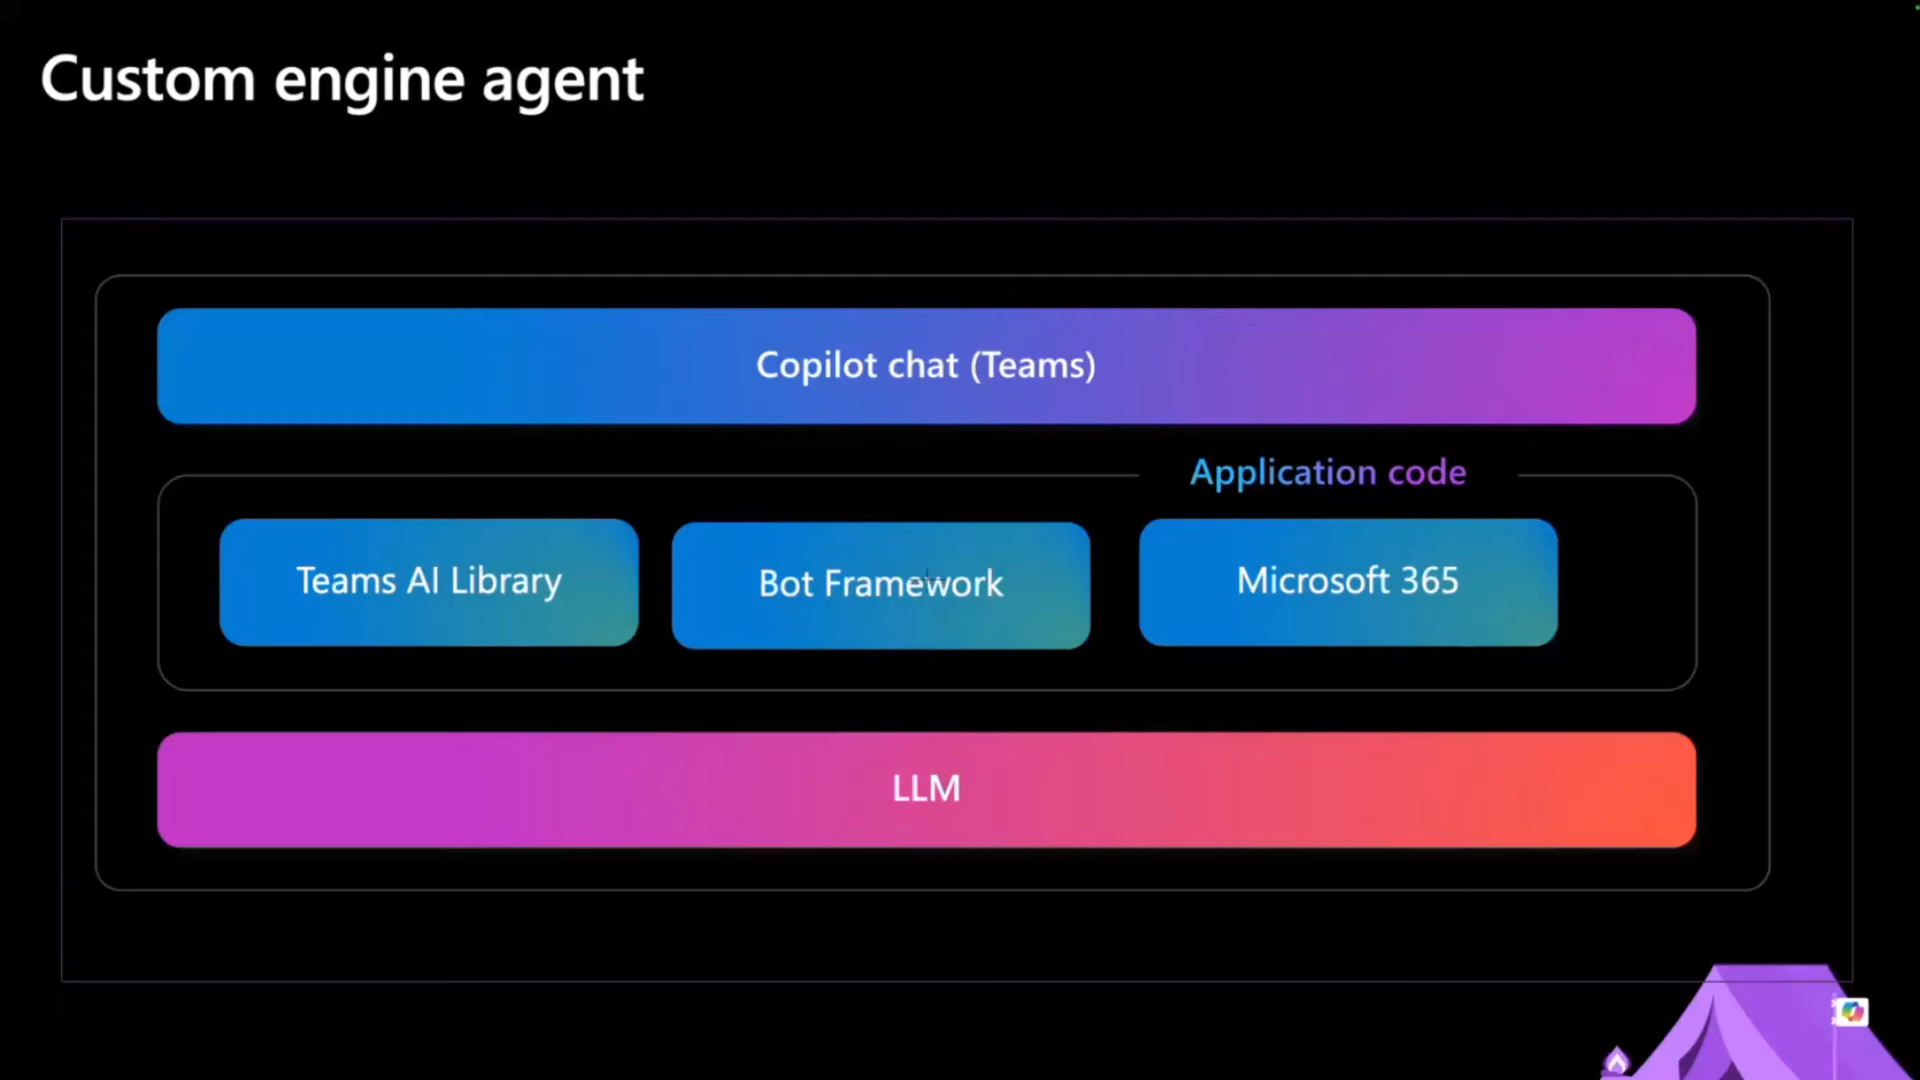 Custom engine agent
Copilot chat (Teams)
Application code
Teams AI Library
Bot Framework
Microsoft 365
LLM